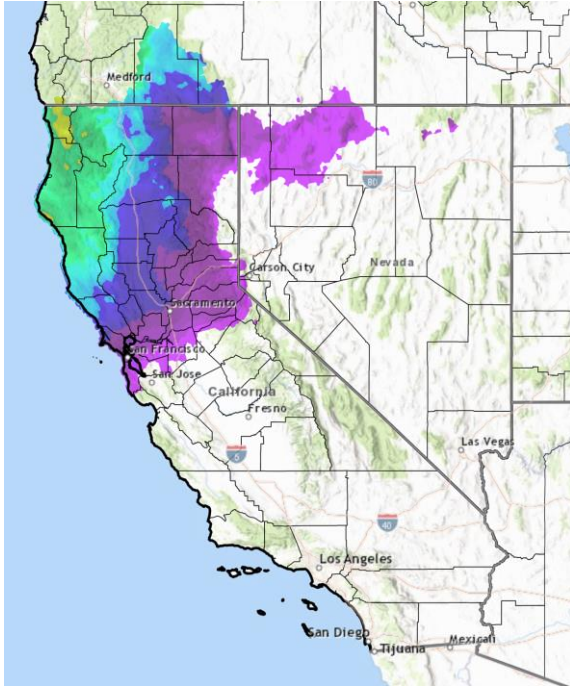 Medford
80
Carson City
Nevada
Sacramento
San Francisco
San Jose
California
Fresno
Las Vegas
5
40
Los Angeles
San Diego
Tijuana
Mexicali